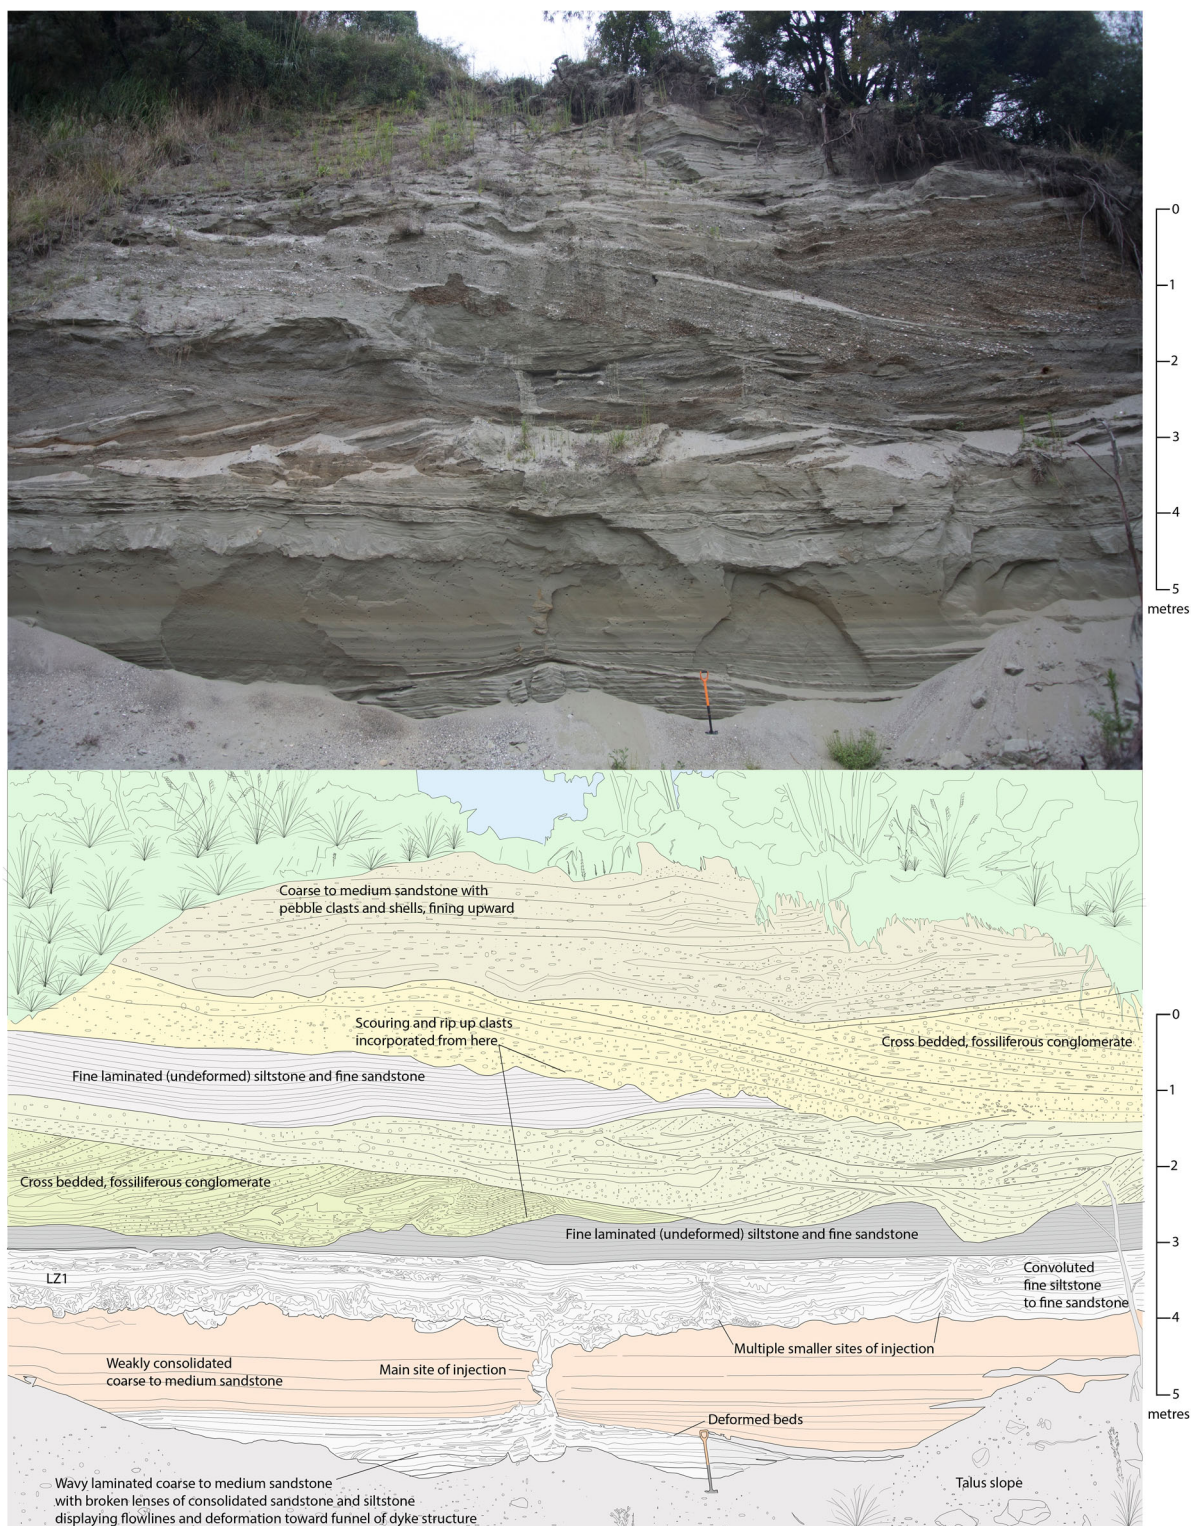 0
1
2
3
4
5
metres
Coarse to medium sandstone with
pebble clasts and shells, fining upward
Scouring and rip up clasts
incorporated from here
Cross bedded, fossiliferous conglomerate
Fine laminated (undeformed) siltstone and fine sandstone
Cross bedded, fossiliferous conglomerate
Fine laminated (undeformed) siltstone and fine sandstone
LZ1
Convoluted
fine siltstone
to fine sandstone
Multiple smaller sites of injection
Weakly consolidated
coarse to medium sandstone
Main site of injection
Deformed beds
Wavy laminated coarse to medium sandstone
with broken lenses of consolidated sandstone and siltstone
displaying flowlines and deformation toward funnel of dyke structure
Talus slope
0
1
2
3
4
5
metres